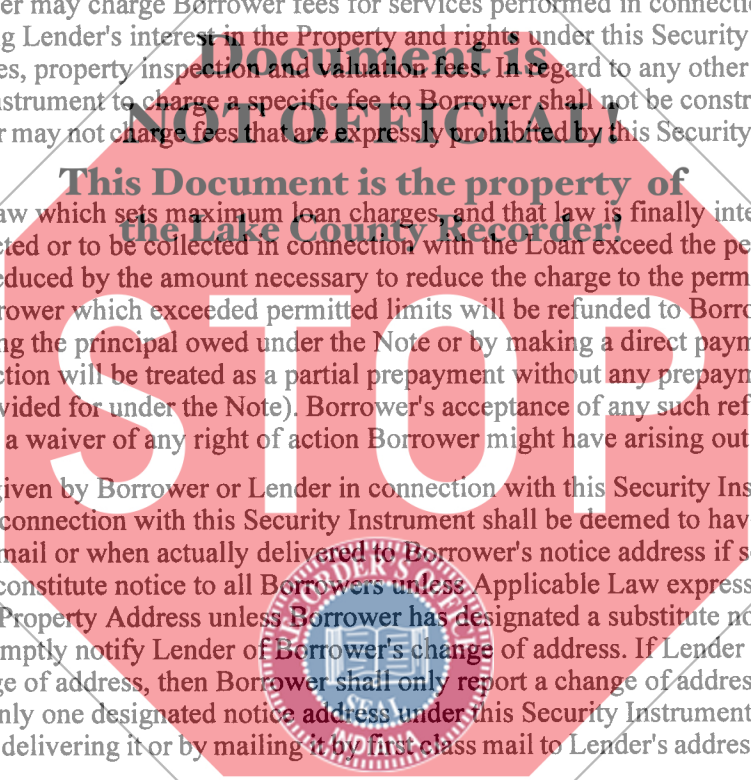 er may charge Borrower fees for services performed in connectio
g Lender's interest in the Property and rights under this Security
Document is
es, property inspection and valuation fees. In regard to any other
nstrument to charge a specific fee to Borrower shall not be constr
NOT OFFICIAL!
r may not charge fees that are expressly prohibited by this Security
This Document is the property of
aw which sets maximum loan charges, and that law is finally inte
the Lake County Recorder!
cted or to be collected in connection with the Loan exceed the pe
educed by the amount necessary to reduce the charge to the perm
rower which exceeded permitted limits will be refunded to Borro
ng the principal owed under the Note or by making a direct paym
STOP
ction will be treated as a partial prepayment without any prepaym
vided for under the Note). Borrower's acceptance of any such ref
a waiver of any right of action Borrower might have arising out
given by Borrower or Lender in connection with this Security Ins
connection with this Security Instrument shall be deemed to hav
mail or when actually delivered to Borrower's notice address if s
constitute notice to all Borrowers unless Applicable Law express
Property Address unless Borrower has designated a substitute no
mptly notify Lender of Borrower's change of address. If Lender
ge of address, then Borrower shall only report a change of addres
nly one designated notice address under this Security Instrument
delivering it or by mailing it by first class mail to Lender's addres
SEAL
INDIANA